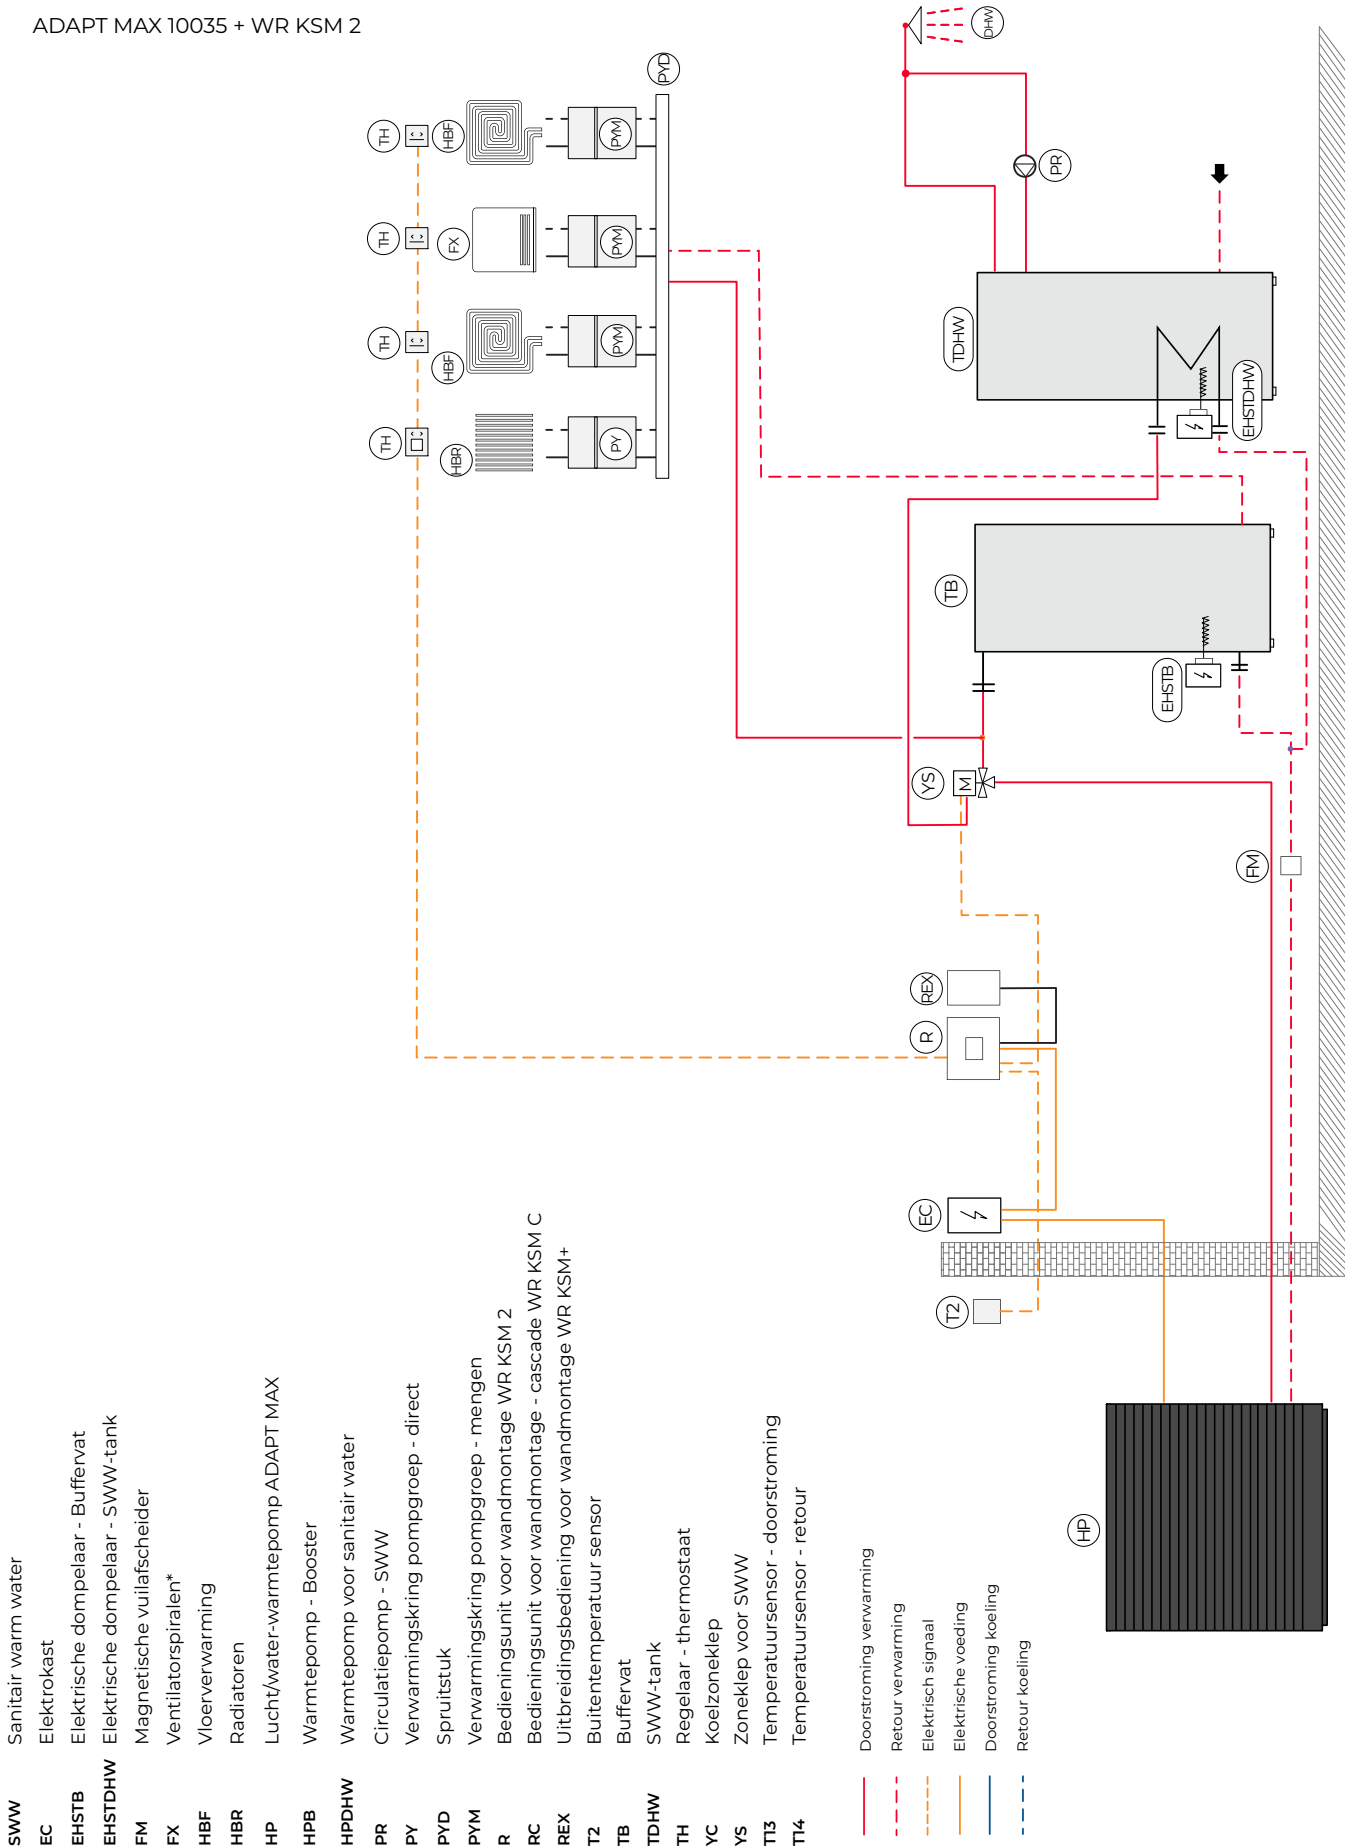 ADAPT MAX 10035 + WR KSM 2
DHW
PYD
PR
TH
HBF
PYM
TH
FX
PYM
TH
HBF
PYM
TH
HBR
PY
TDHW
EHSTDHW
TB
EHSTB
YS
M
FM
REX
R
EC
T2
HP
SWW Sanitair warm water
EC Elektrokast
EHSTB Elektrische dompelaar - Buffervat
EHSTDHW Elektrische dompelaar - SWW-tank
FM Magnetische vuilafscheider
FX Ventilatorspiralen*
HBF Vloerverwarming
HBR Radiatoren
HP Lucht/water-warmtepomp ADAPT MAX
HPB Warmtepomp - Booster
HPDHW Warmtepomp voor sanitair water
PR Circulatiepomp - SWW
PY Verwarmingskring pompgroep - direct
PYD Spruitstuk
PYM Verwarmingskring pompgroep - mengen
R Bedieningsunit voor wandmontage WR KSM 2
RC Bedieningsunit voor wandmontage - cascade WR KSM C
REX Uitbreidingsbediening voor wandmontage WR KSM+
T2 Buitentemperatuur sensor
TB Buffervat
TDHW SWW-tank
TH Regelaar - thermostaat
YC Koelzoneklep
YS Zoneklep voor SWW
T13 Temperatuursensor - doorstroming
T14 Temperatuursensor - retour
Doorstroming verwarming
Retour verwarming
Elektrisch signaal
Elektrische voeding
Doorstroming koeling
Retour koeling